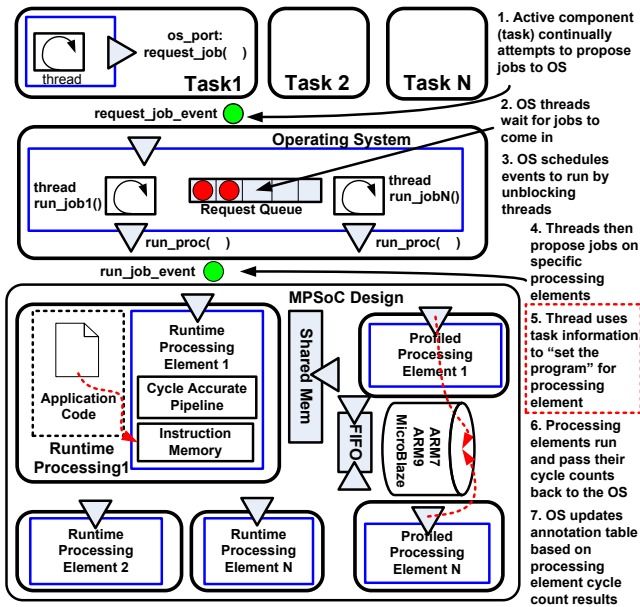 os_port:
request_job( )
thread
Task1
Task 2
Task N
request_job_event
1. Active component
(task) continually
attempts to propose
jobs to OS
2. OS threads
wait for jobs to
come in
3. OS schedules
events to run by
unblocking
threads
Operating System
thread
run_job1()
Request Queue
thread
run_jobN()
run_proc( )
run_proc( )
run_job_event
4. Threads then
propose jobs on
specific
processing
elements
5. Thread uses
task information
to “set the
program” for
processing
element
6. Processing
elements run
and pass their
cycle counts
back to the OS
7. OS updates
annotation table
based on
processing
element cycle
count results
MPSoC Design
Application
Code
Runtime
Processing1
Runtime
Processing
Element 1
Cycle Accurate
Pipeline
Instruction
Memory
Shared Mem
FIFO
Profiled
Processing
Element 1
ARM7
ARM9
MicroBlaze
Runtime
Processing
Element 2
Runtime
Processing
Element N
Profiled
Processing
Element N